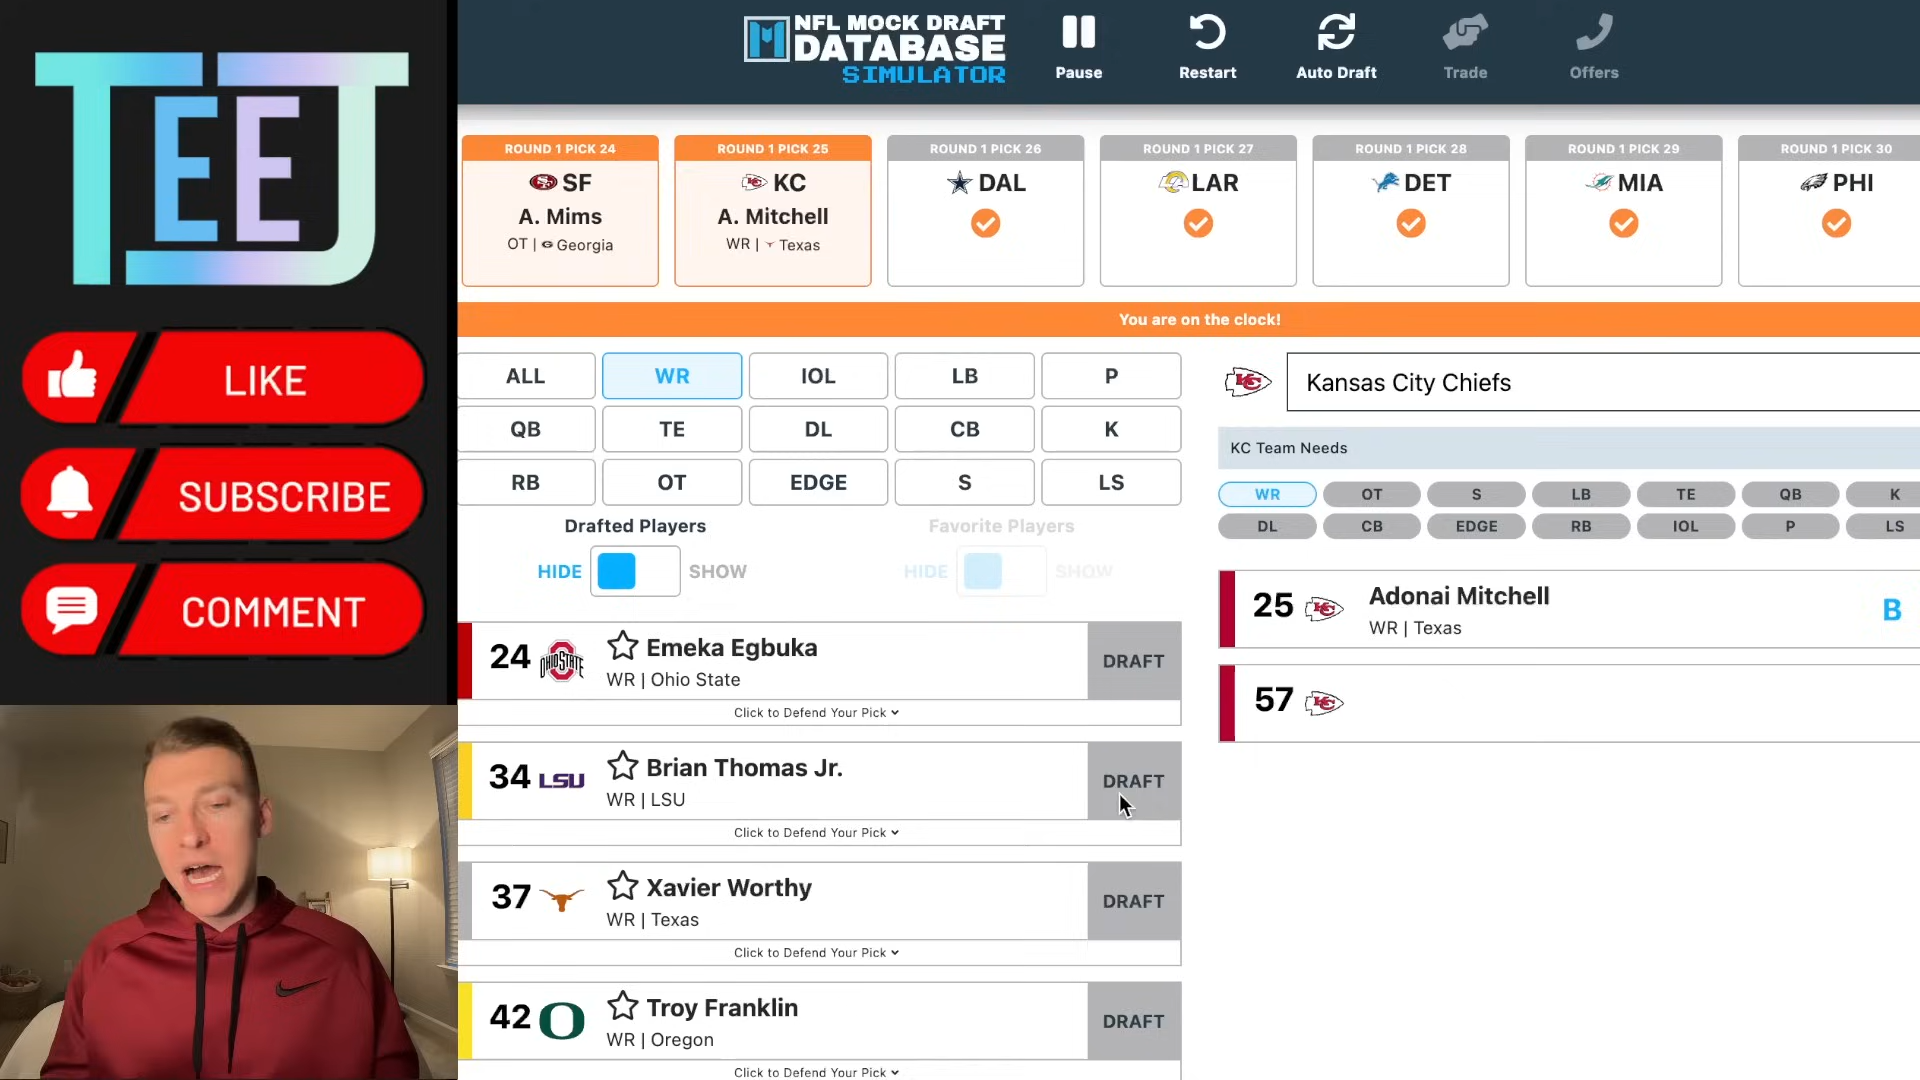 TEEJ
LIKE
SUBSCRIBE
COMMENT
NFL MOCK DRAFT
DATABASE
SIMULATOR
Pause
Restart
Auto Draft
Trade
Offers
ROUND 1 PICK 24
SF
A. Mims
OT | Georgia
ROUND 1 PICK 25
KC
A. Mitchell
WR | Texas
ROUND 1 PICK 26
DAL
ROUND 1 PICK 27
LAR
ROUND 1 PICK 28
DET
ROUND 1 PICK 29
MIA
ROUND 1 PICK 30
PHI
You are on the clock!
ALL WR IOL LB P
QB TE DL CB K
RB OT EDGE S LS
Drafted Players
HIDE SHOW
Favorite Players
HIDE SHOW
24 OHIO STATE Emeka Egbuka
WR | Ohio State
DRAFT
Click to Defend Your Pick
34 LSU Brian Thomas Jr.
WR | LSU
DRAFT
Click to Defend Your Pick
37 Xavier Worthy
WR | Texas
DRAFT
Click to Defend Your Pick
42 O Troy Franklin
WR | Oregon
DRAFT
Click to Defend Your Pick
KC Kansas City Chiefs
KC Team Needs
WR OT S LB TE QB K
DL CB EDGE RB IOL P LS
25 KC Adonai Mitchell
WR | Texas
B
57 KC